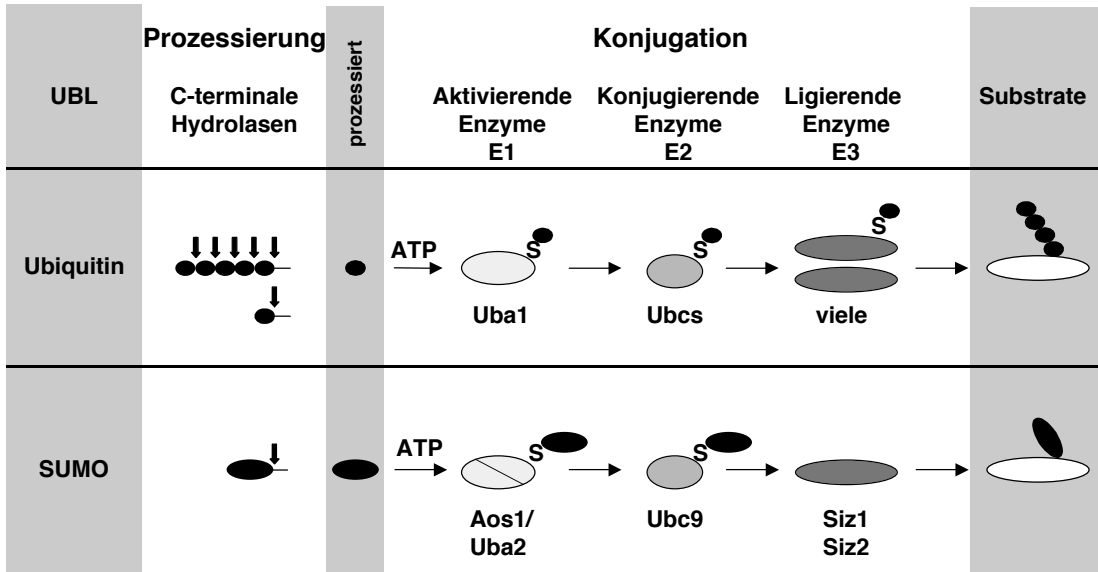 Prozessierung
Konjugation
UBL
C-terminale
Hydrolasen
prozessiert
Aktivierende
Enzyme
E1
Konjugierende
Enzyme
E2
Ligierende
Enzyme
E3
Substrate
Ubiquitin
ATP
S
Uba1
S
Ubcs
S
viele
SUMO
ATP
S
Aos1/
Uba2
S
Ubc9
Siz1
Siz2